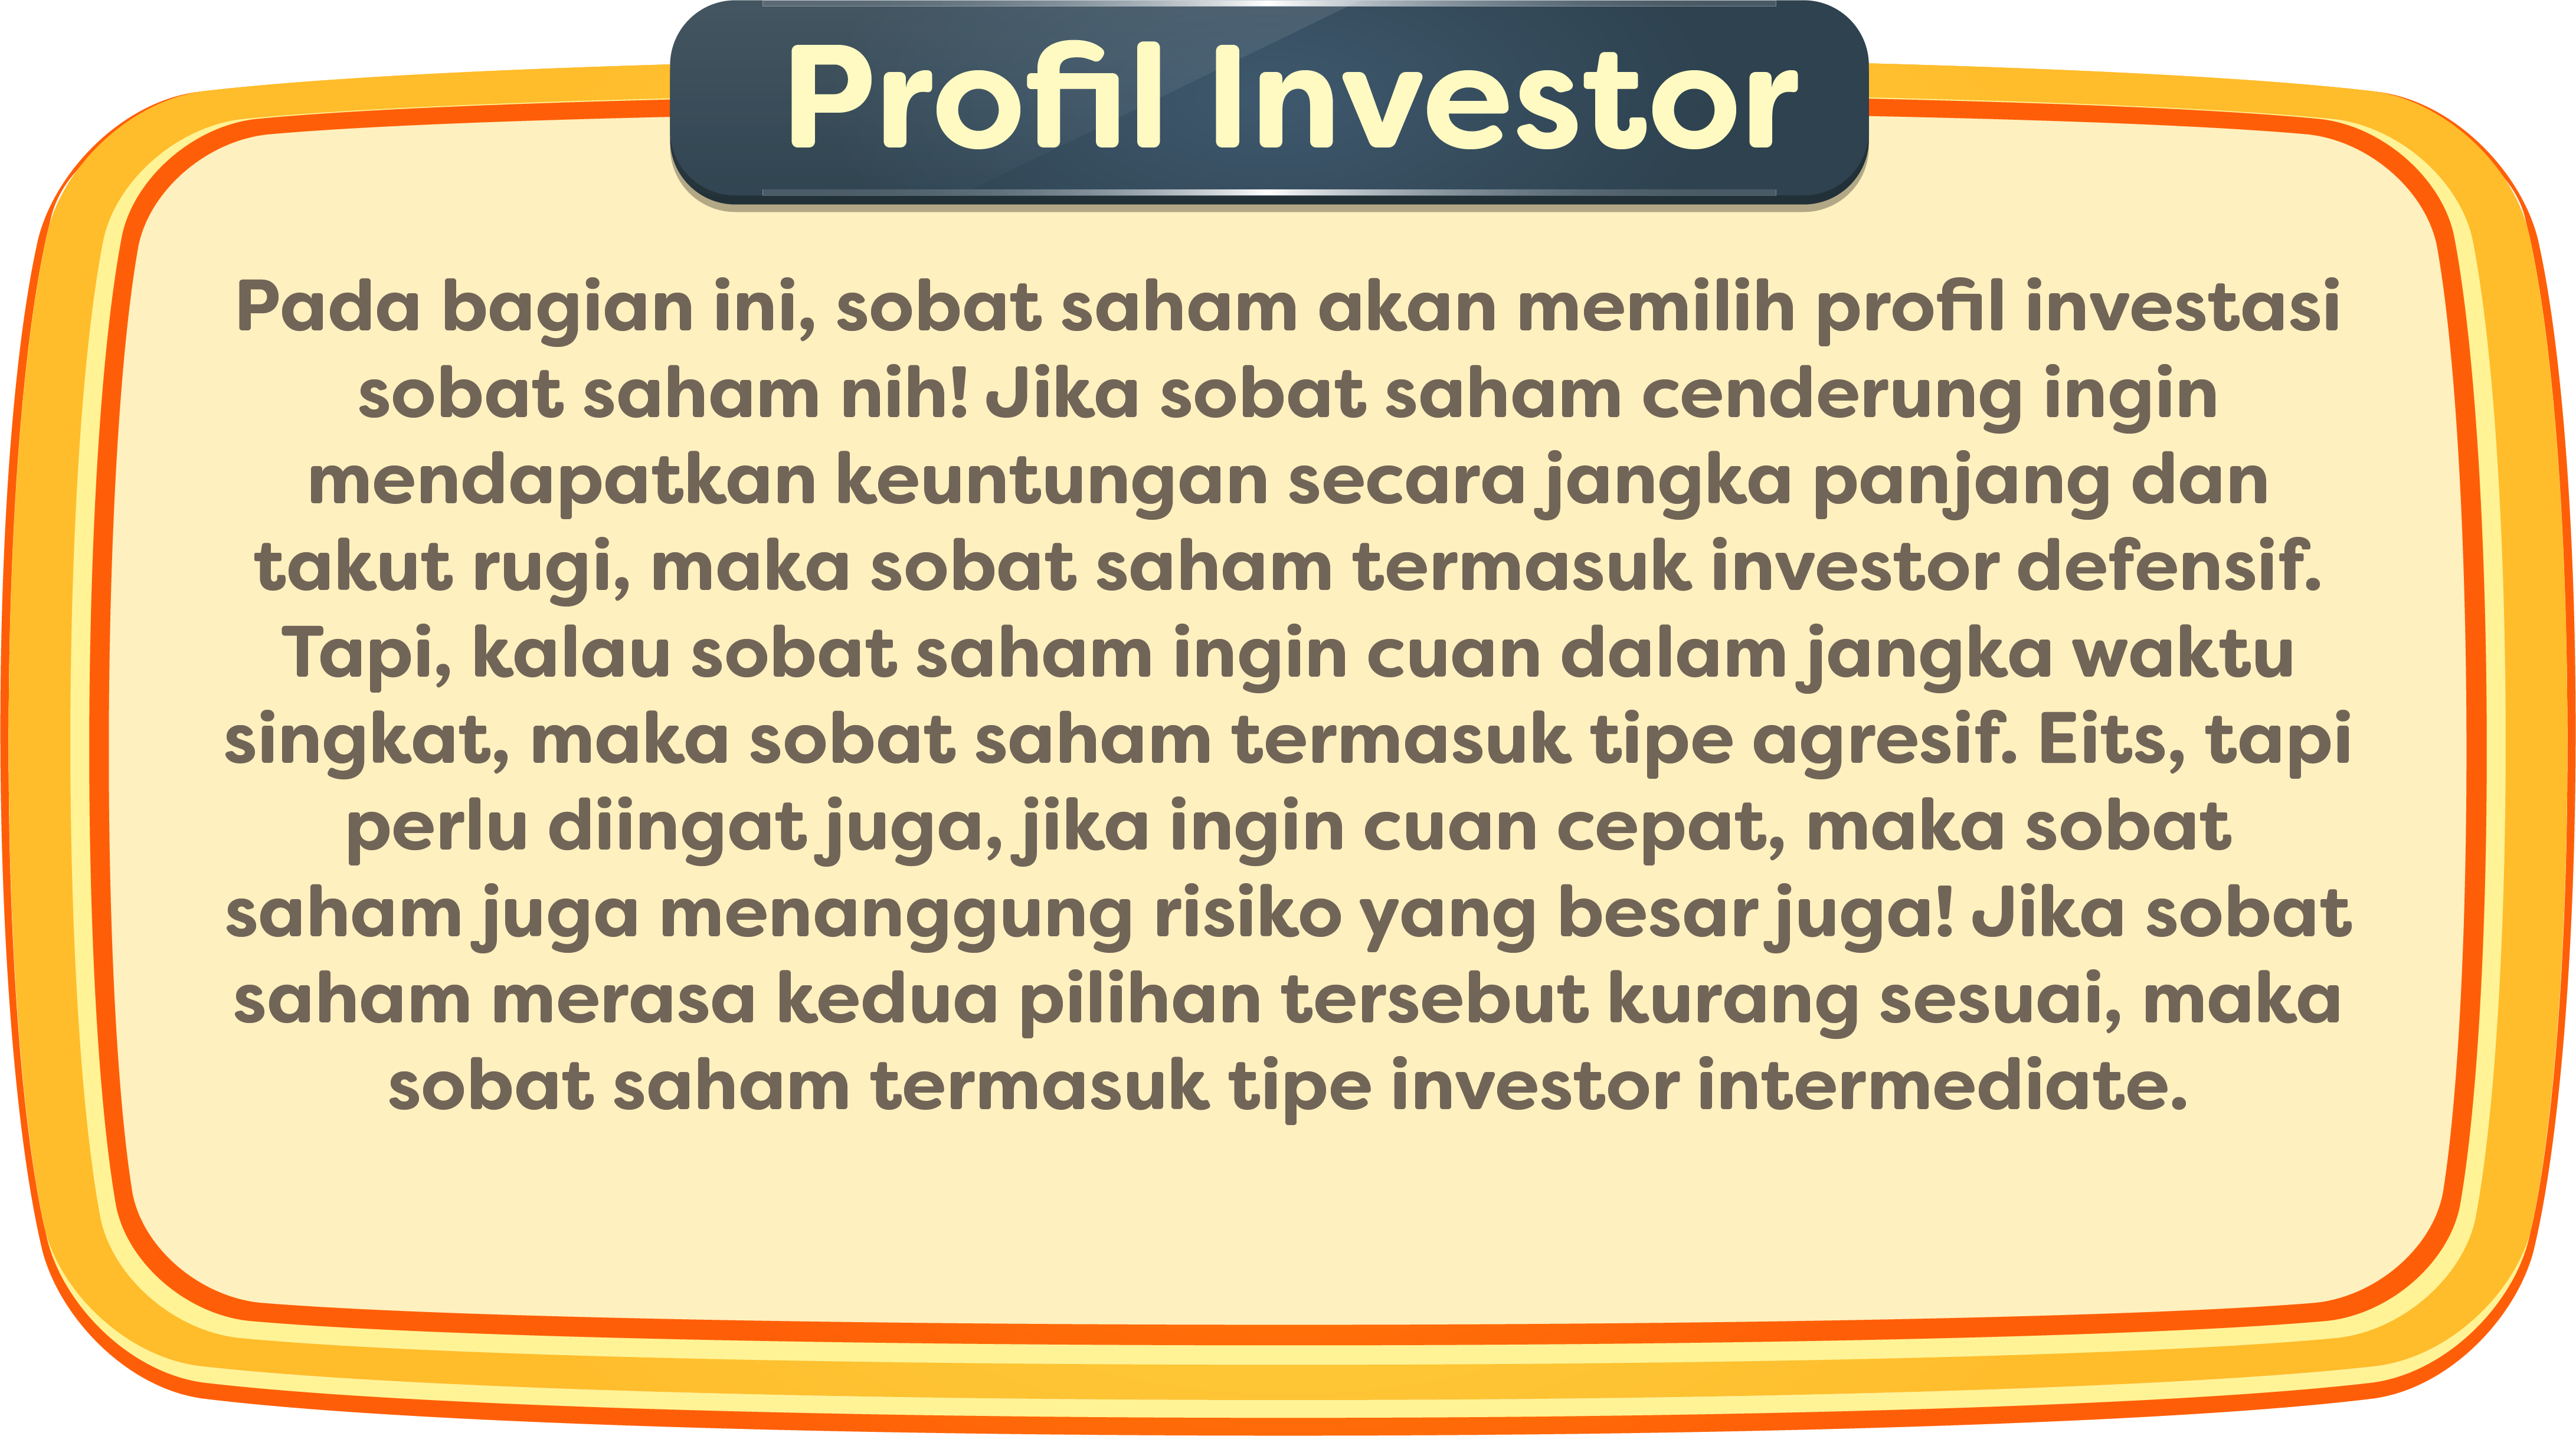 Profil Investor
Pada bagian ini, sobat saham akan memilih profil investasi
sobat saham nih! Jika sobat saham cenderung ingin
mendapatkan keuntungan secara jangka panjang dan
takut rugi, maka sobat saham termasuk investor defensif.
Tapi, kalau sobat saham ingin cuan dalam jangka waktu
singkat, maka sobat saham termasuk tipe agresif. Eits, tapi
perlu diingat juga, jika ingin cuan cepat, maka sobat
saham juga menanggung risiko yang besar juga! Jika sobat
saham merasa kedua pilihan tersebut kurang sesuai, maka
sobat saham termasuk tipe investor intermediate.